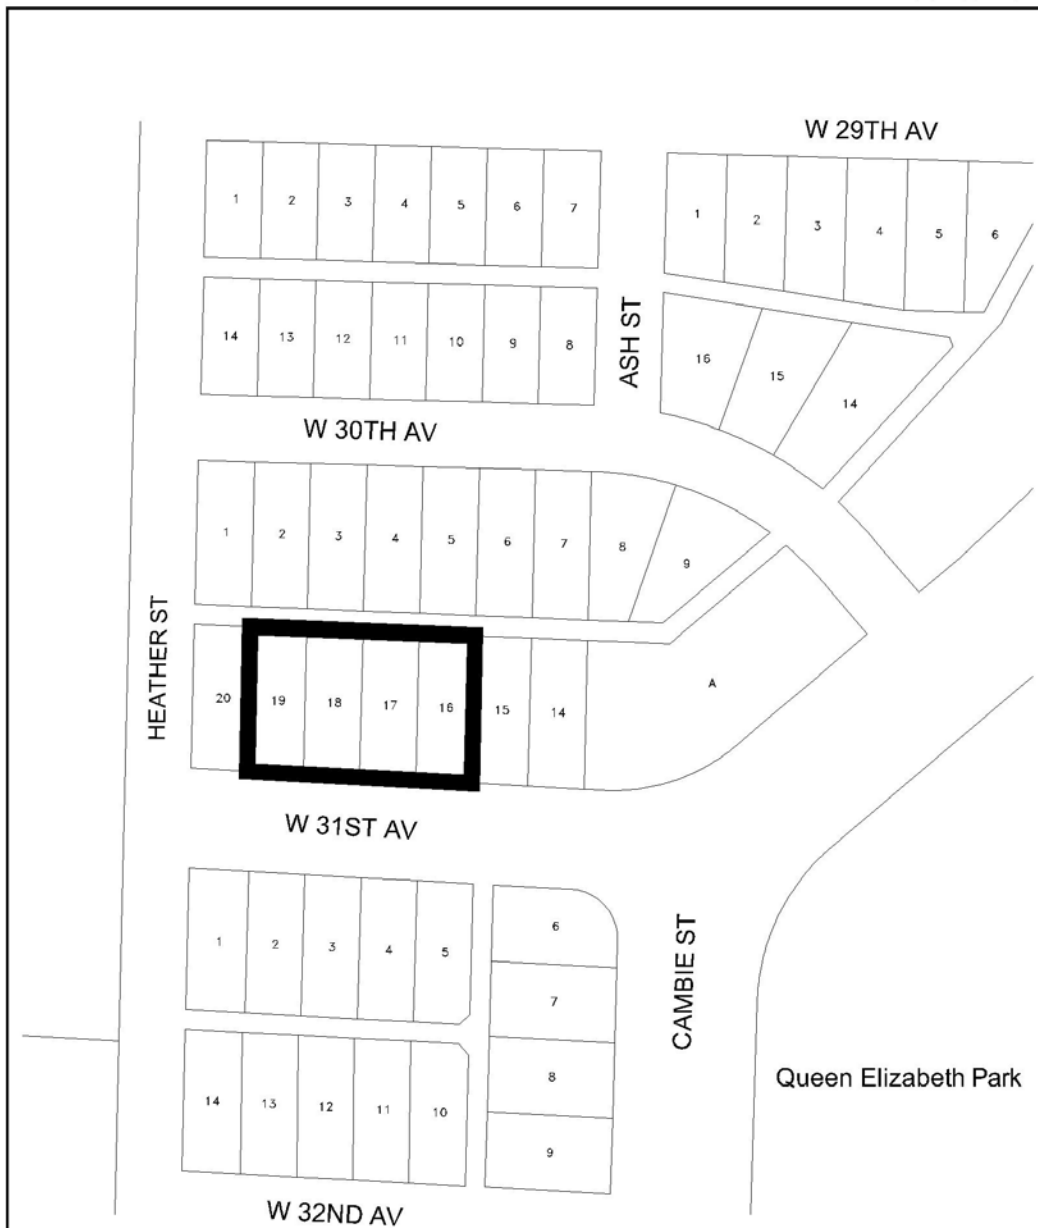 W 29TH AV
1 2 3 4 5 6 7
1 2 3 4 5 6
14 13 12 11 10 9 8
ASH ST
16 15 14
W 30TH AV
1 2 3 4 5 6 7 8 9
HEATHER ST
20 19 18 17 16 15 14 A
W 31ST AV
1 2 3 4 5
6
7
8
9
CAMBIE ST
14 13 12 11 10
Queen Elizabeth Park
W 32ND AV